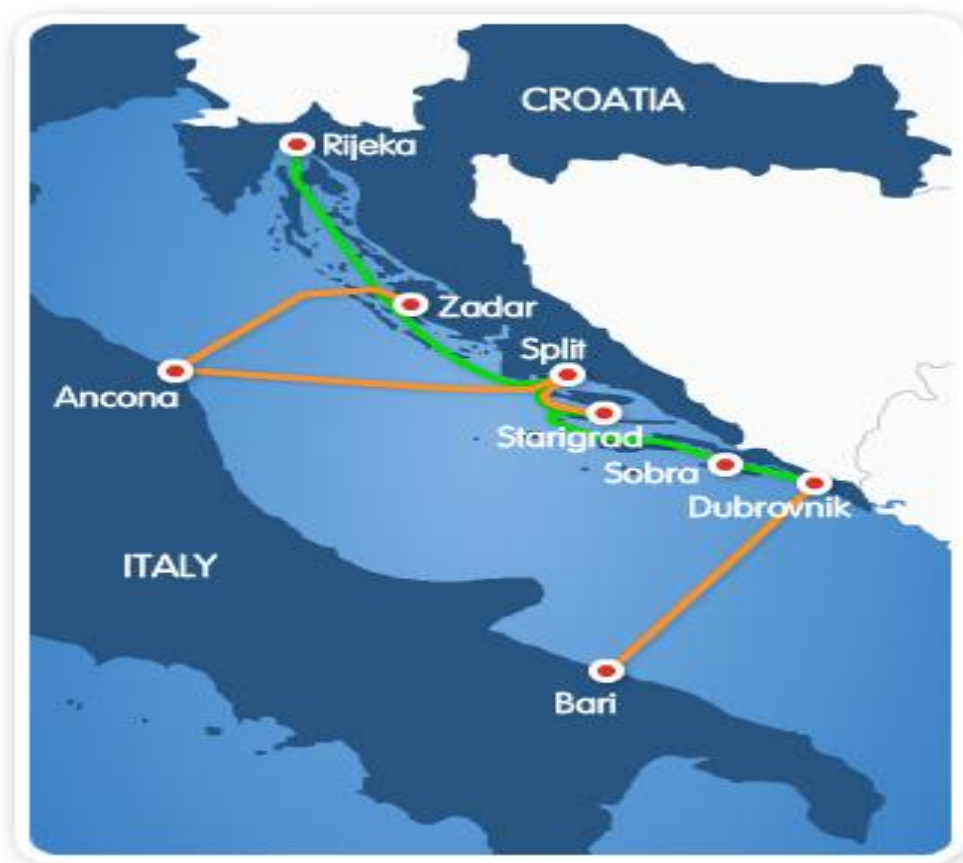 CROATIA
Rijeka
Zadar
Split
Ancona
Starigrad
Sobra
Dubrovnik
ITALY
Bari